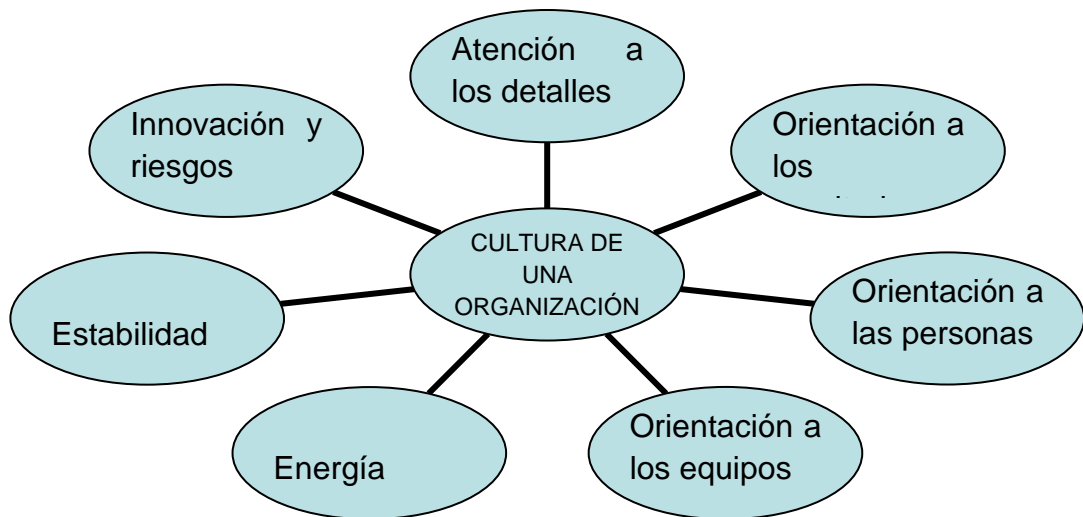 Atención a
los detalles
Innovación y
riesgos
Orientación a
los
CULTURA DE
UNA
ORGANIZACIÓN
Estabilidad
Orientación a
las personas
Energía
Orientación a
los equipos